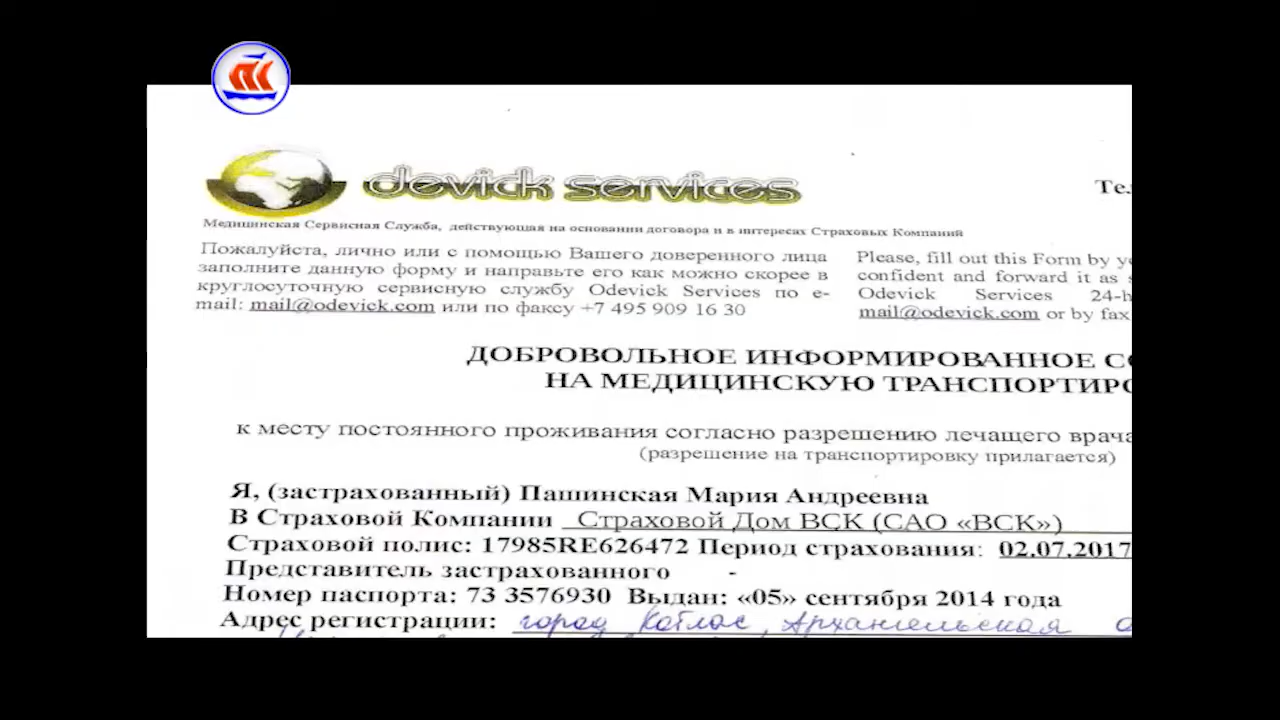 ПС
devick services
Тел
Медицинская Сервисная Служба, действующая на основании договора и в интересах Страховых Компаний
Пожалуйста, лично или с помощью Вашего доверенного лица
заполните данную форму и направьте его как можно скорее в
круглосуточную сервисную службу Odevick Services по e-
mail: mail@odevick.com или по факсу +7 495 909 16 30
Please, fill out this Form by yo
confident and forward it as s
Odevick Services 24-h
mail@odevick.com or by fax
ДОБРОВОЛЬНОЕ ИНФОРМИРОВАННОЕ СО
НА МЕДИЦИНСКУЮ ТРАНСПОРТИРО
к месту постоянного проживания согласно разрешению лечащего врача
(разрешение на транспортировку прилагается)
Я, (застрахованный) Пашинская Мария Андреевна
В Страховой Компании Страховой Дом ВСК (САО «ВСК»)
Страховой полис: 17985RE626472 Период страхования: 02.07.2017
Представитель застрахованного -
Номер паспорта: 73 3576930 Выдан: «05» сентября 2014 года
Адрес регистрации: город Котлас, Архангельская о